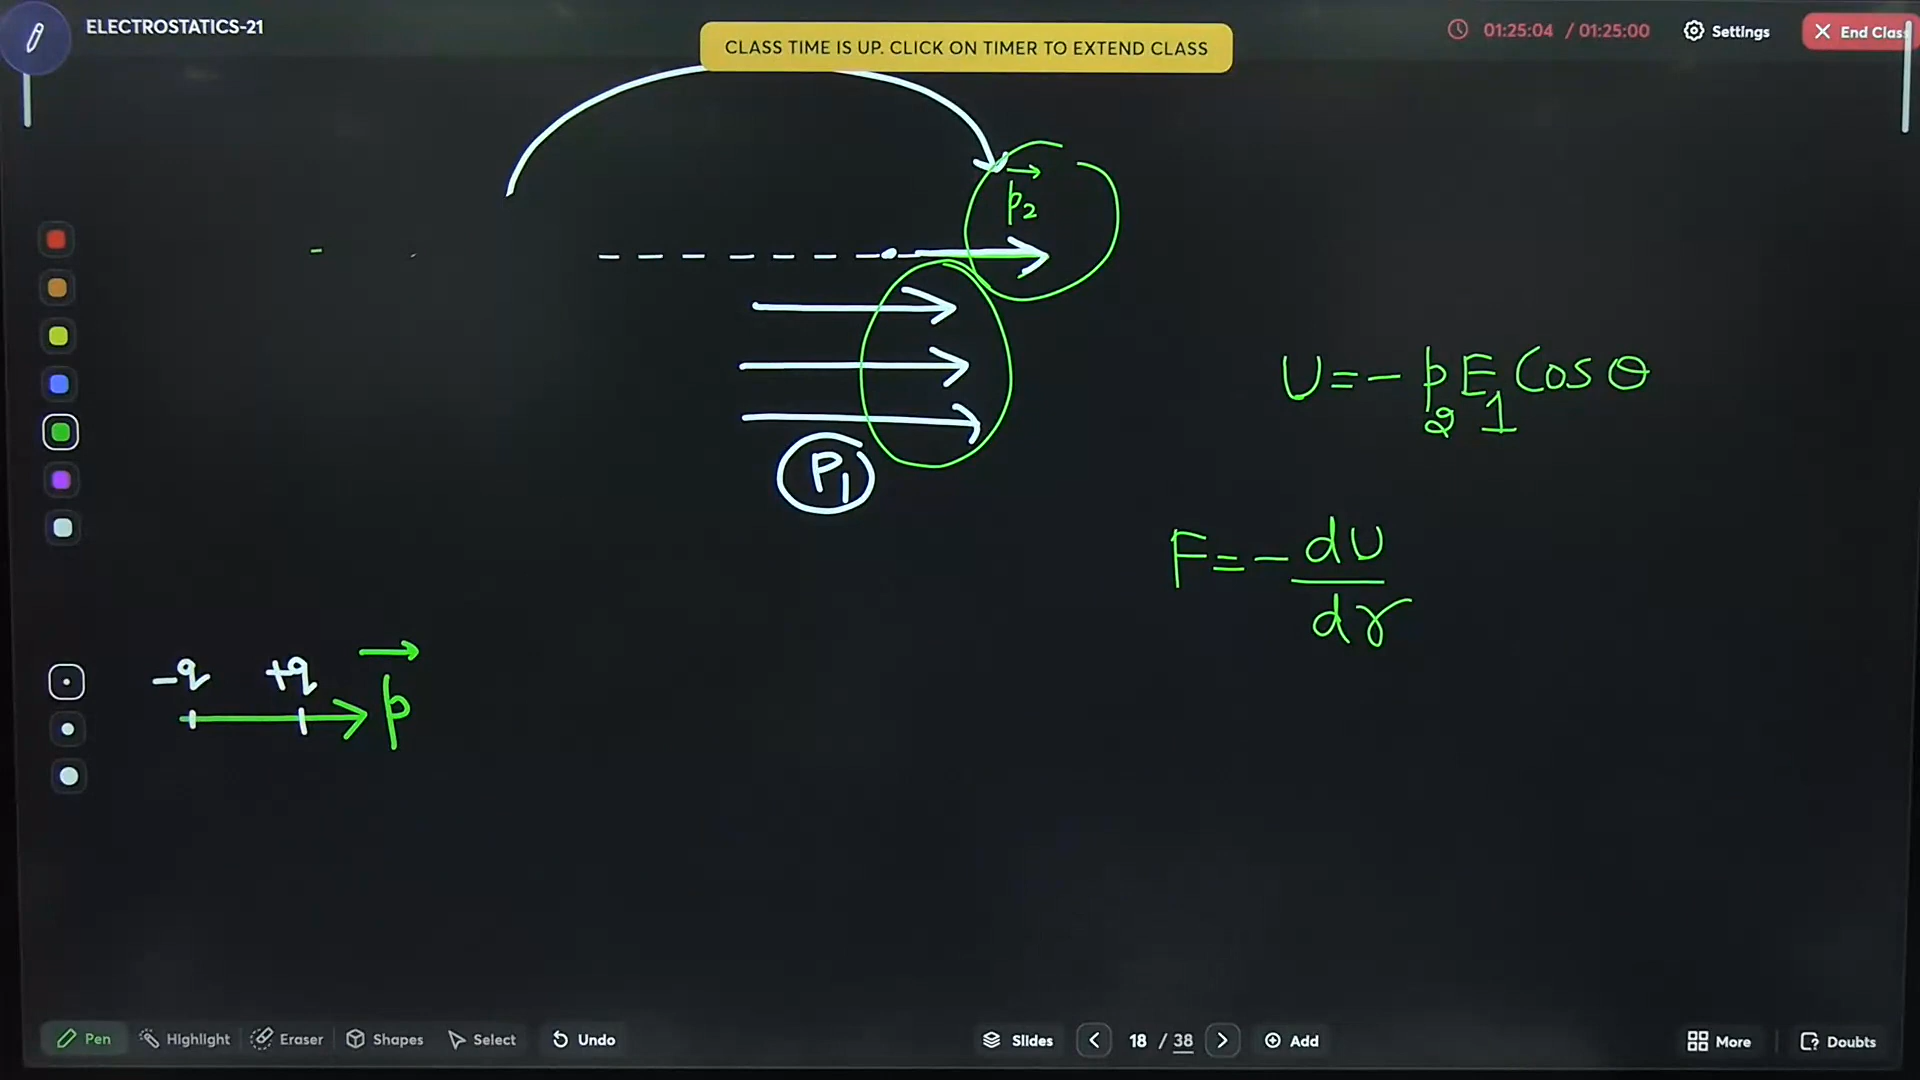 ELECTROSTATICS-21
CLASS TIME IS UP. CLICK ON TIMER TO EXTEND CLASS
01:25:04 / 01:25:00
Settings
End Class
p₂
U = - p₂E₁ Cos θ
P₁
F = - dU/dr
-q +q p
Pen
Highlight
Eraser
Shapes
Select
Undo
Slides
18 / 38
Add
More
Doubts